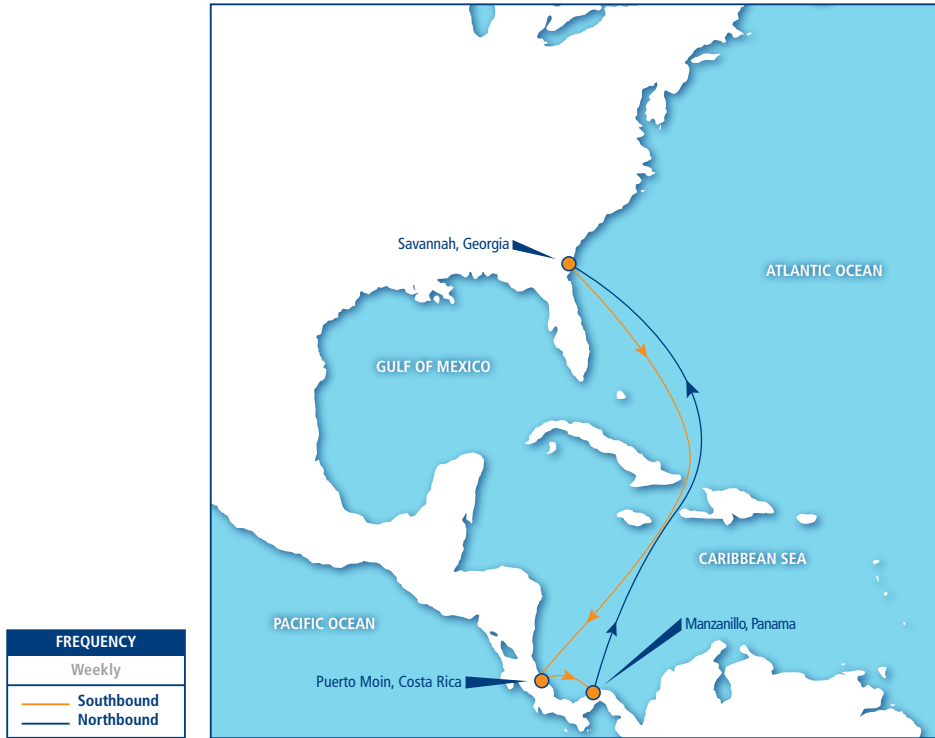 Savannah, Georgia
ATLANTIC OCEAN
GULF OF MEXICO
CARIBBEAN SEA
PACIFIC OCEAN
Manzanillo, Panama
Puerto Moin, Costa Rica
FREQUENCY
Weekly
Southbound
Northbound